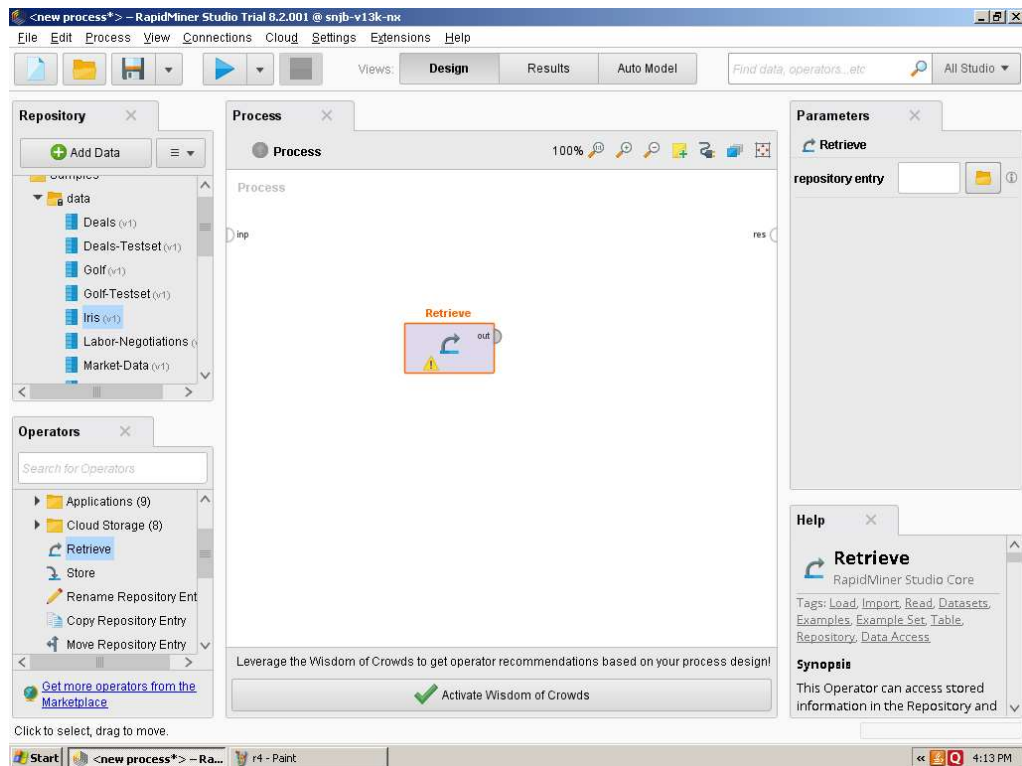 <new process*> – RapidMiner Studio Trial 8.2.001 @ snjb-v13k-nx
File Edit Process View Connections Cloud Settings Extensions Help
Views: Design Results Auto Model Find data, operators...etc All Studio
Repository
Add Data
Samples
data
Deals (v1)
Deals-Testset (v1)
Golf (v1)
Golf-Testset (v1)
Iris (v1)
Labor-Negotiations (
Market-Data (v1)
Operators
Search for Operators
Applications (9)
Cloud Storage (8)
Retrieve
Store
Rename Repository Ent
Copy Repository Entry
Move Repository Entry
Get more operators from the
Marketplace
Process
Process 100%
Process
inp res
Retrieve
out
Leverage the Wisdom of Crowds to get operator recommendations based on your process design!
Activate Wisdom of Crowds
Parameters
Retrieve
repository entry
Help
Retrieve
RapidMiner Studio Core
Tags: Load, Import, Read, Datasets,
Examples, Example Set, Table,
Repository, Data Access
Synopsis
This Operator can access stored
information in the Repository and
Click to select, drag to move.
Start <new process*> – Ra... r4 - Paint « Q 4:13 PM